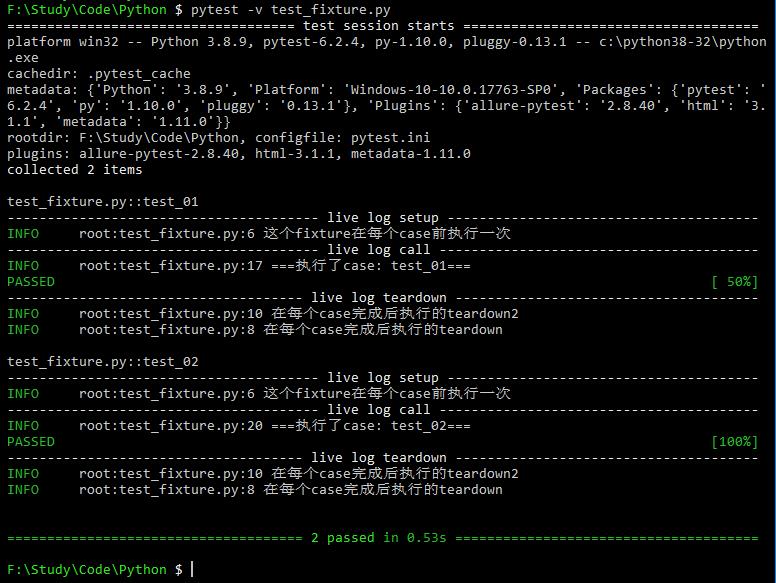 F:\Study\Code\Python $ pytest -v test_fixture.py
===================================== test session starts =====================================
platform win32 -- Python 3.8.9, pytest-6.2.4, py-1.10.0, pluggy-0.13.1 -- c:\python38-32\python
.exe
cachedir: .pytest_cache
metadata: {'Python': '3.8.9', 'Platform': 'Windows-10-10.0.17763-SP0', 'Packages': {'pytest': '
6.2.4', 'py': '1.10.0', 'pluggy': '0.13.1'}, 'Plugins': {'allure-pytest': '2.8.40', 'html': '3.
1.1', 'metadata': '1.11.0'}}
rootdir: F:\Study\Code\Python, configfile: pytest.ini
plugins: allure-pytest-2.8.40, html-3.1.1, metadata-1.11.0
collected 2 items
test_fixture.py::test_01
--------------------------------------- live log setup ---------------------------------------
INFO     root:test_fixture.py:6 这个fixture在每个case前执行一次
--------------------------------------- live log call ----------------------------------------
INFO     root:test_fixture.py:17 ===执行了case: test_01===
PASSED [ 50%]
------------------------------------- live log teardown --------------------------------------
INFO     root:test_fixture.py:10 在每个case完成后执行的teardown2
INFO     root:test_fixture.py:8 在每个case完成后执行的teardown
test_fixture.py::test_02
--------------------------------------- live log setup ---------------------------------------
INFO     root:test_fixture.py:6 这个fixture在每个case前执行一次
--------------------------------------- live log call ----------------------------------------
INFO     root:test_fixture.py:20 ===执行了case: test_02===
PASSED [100%]
------------------------------------- live log teardown --------------------------------------
INFO     root:test_fixture.py:10 在每个case完成后执行的teardown2
INFO     root:test_fixture.py:8 在每个case完成后执行的teardown
===================================== 2 passed in 0.53s ======================================
F:\Study\Code\Python $